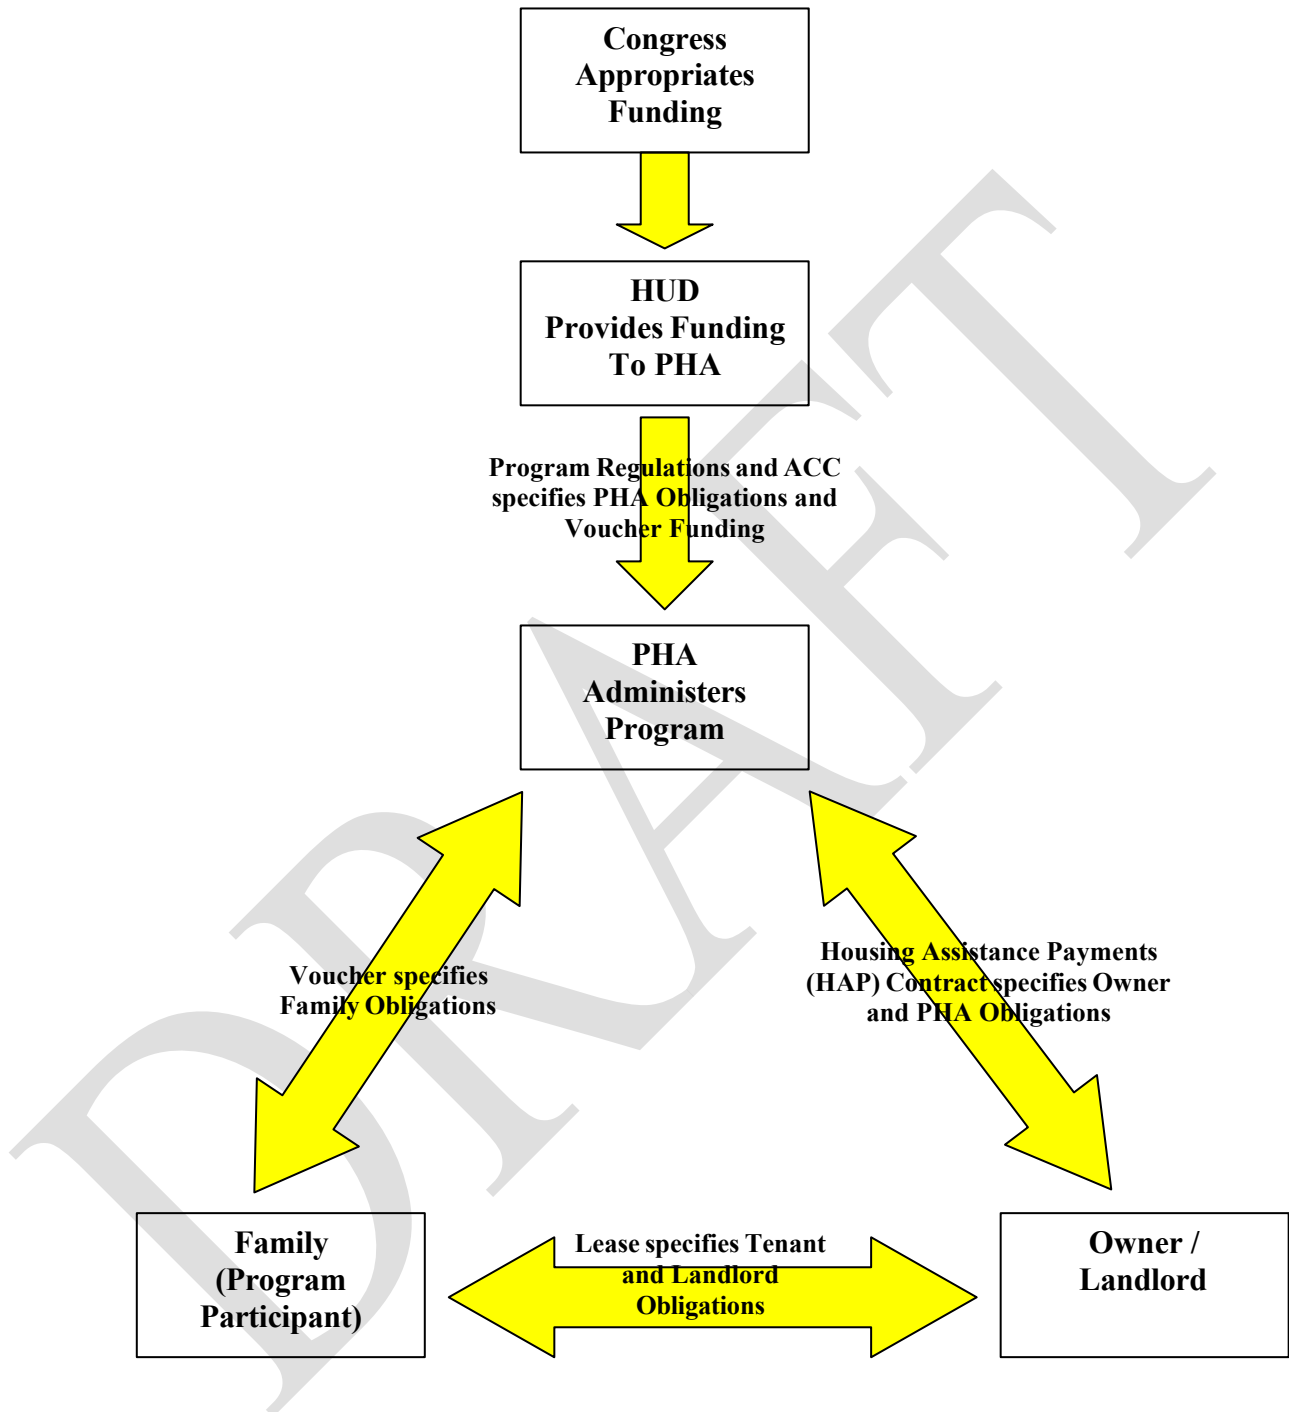 Congress
Appropriates
Funding
HUD
Provides Funding
To PHA
Program Regulations and ACC
specifies PHA Obligations and
Voucher Funding
PHA
Administers
Program
Voucher specifies
Family Obligations
Housing Assistance Payments
(HAP) Contract specifies Owner
and PHA Obligations
Family
(Program
Participant)
Lease specifies Tenant
and Landlord
Obligations
Owner /
Landlord
DRAFT